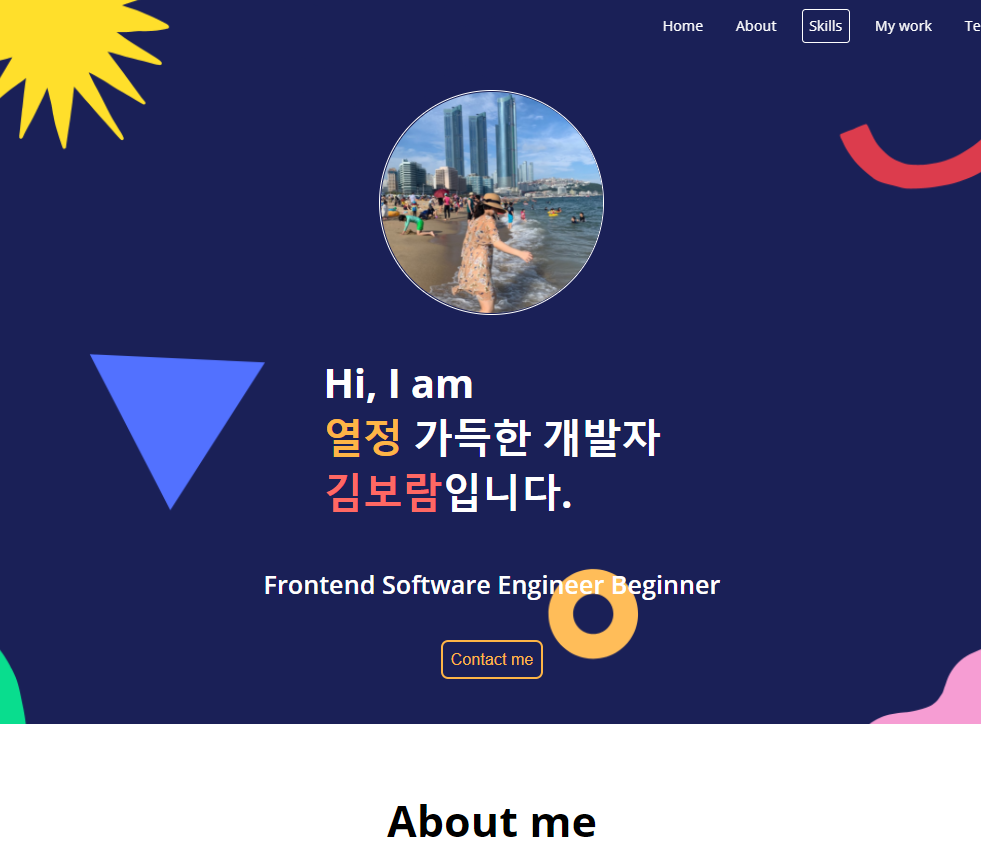 Home About Skills My work Te
Hi, I am
열정 가득한 개발자
김보람입니다.
Frontend Software Engineer Beginner
Contact me
About me